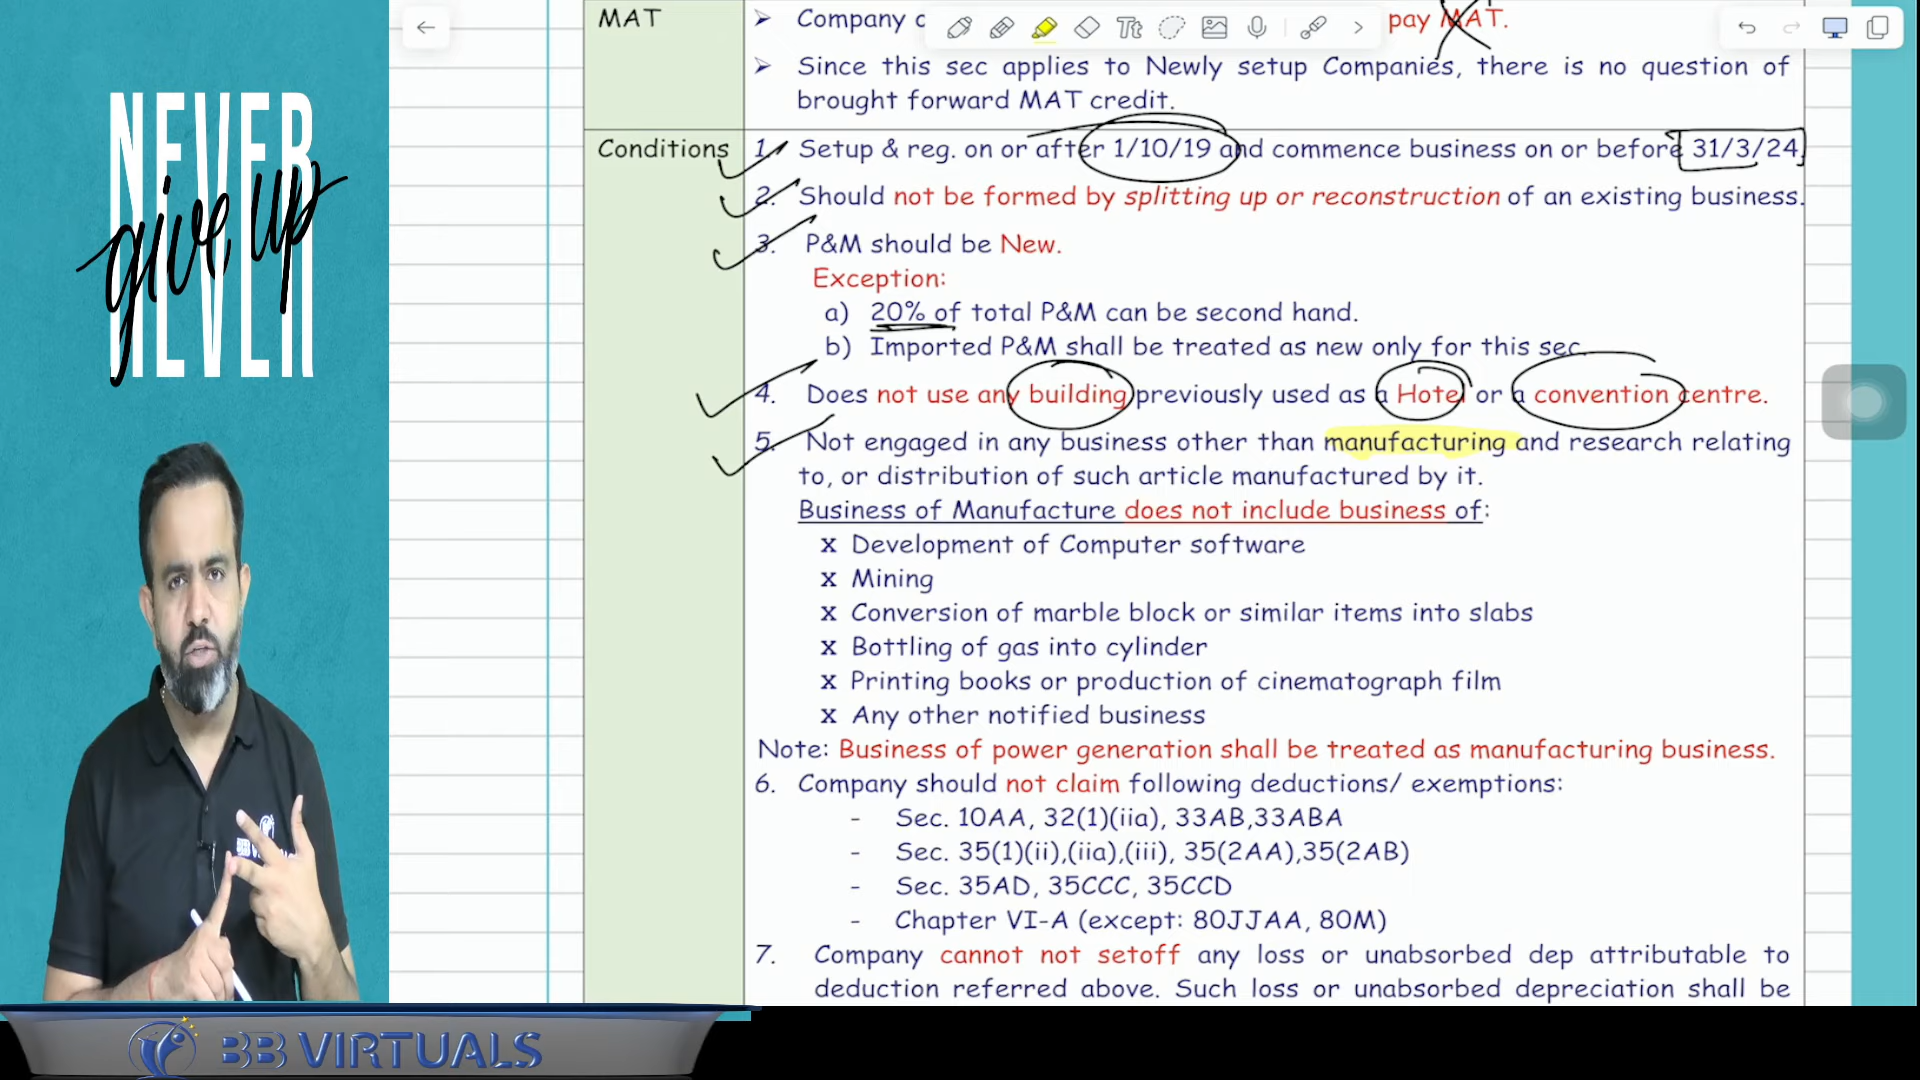 NEVER
give up
NEVER
MAT
➢ Company
pay MAT.
➢ Since this sec applies to Newly setup Companies, there is no question of
brought forward MAT credit.
Conditions
1. Setup & reg. on or after 1/10/19 and commence business on or before 31/3/24.
2. Should not be formed by splitting up or reconstruction of an existing business.
3. P&M should be New.
Exception:
a) 20% of total P&M can be second hand.
b) Imported P&M shall be treated as new only for this sec.
4. Does not use any building previously used as a Hotel or a convention centre.
5. Not engaged in any business other than manufacturing and research relating
to, or distribution of such article manufactured by it.
Business of Manufacture does not include business of:
x Development of Computer software
x Mining
x Conversion of marble block or similar items into slabs
x Bottling of gas into cylinder
x Printing books or production of cinematograph film
x Any other notified business
Note: Business of power generation shall be treated as manufacturing business.
6. Company should not claim following deductions/ exemptions:
- Sec. 10AA, 32(1)(iia), 33AB,33ABA
- Sec. 35(1)(ii),(iia),(iii), 35(2AA),35(2AB)
- Sec. 35AD, 35CCC, 35CCD
- Chapter VI-A (except: 80JJAA, 80M)
7. Company cannot not setoff any loss or unabsorbed dep attributable to
deduction referred above. Such loss or unabsorbed depreciation shall be
BB VIRTUALS